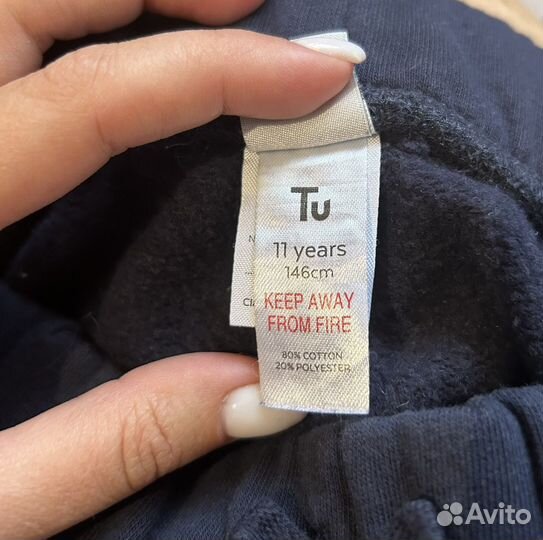 Tu
11 years
146cm
KEEP AWAY
FROM FIRE
80% COTTON
20% POLYESTER
Avito